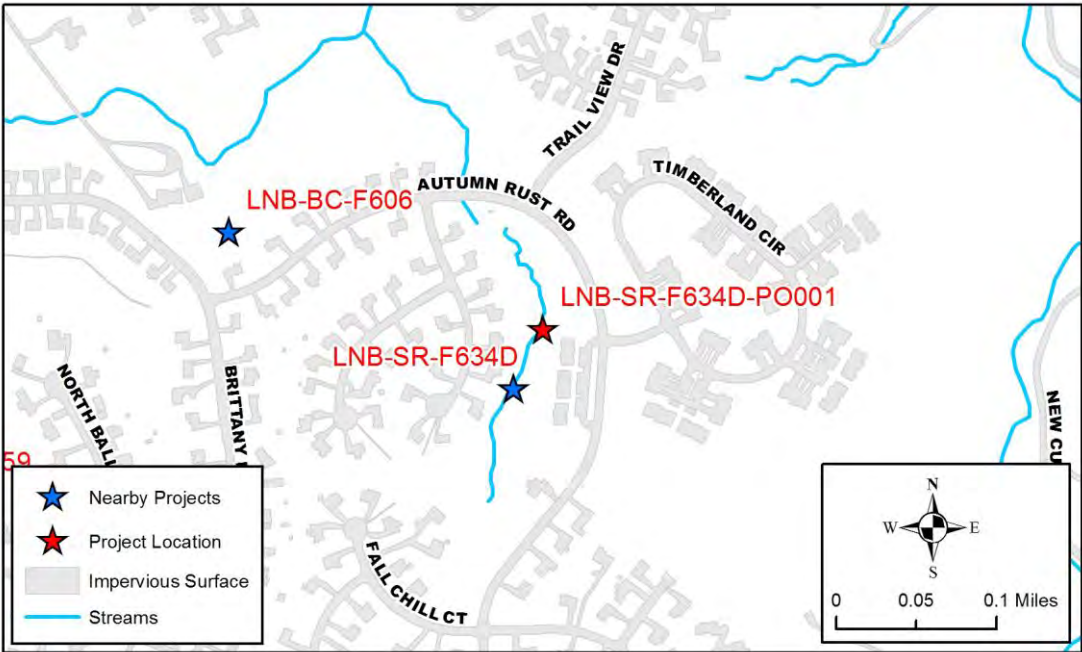 TRAIL VIEW DR
AUTUMN RUST RD
TIMBERLAND CIR
LNB-BC-F606
LNB-SR-F634D-PO001
LNB-SR-F634D
NORTH BALI
BRITTANY
NEW CU
59
FALL CHILL CT
Nearby Projects
Project Location
Impervious Surface
Streams
N
W E
S
0 0.05 0.1 Miles